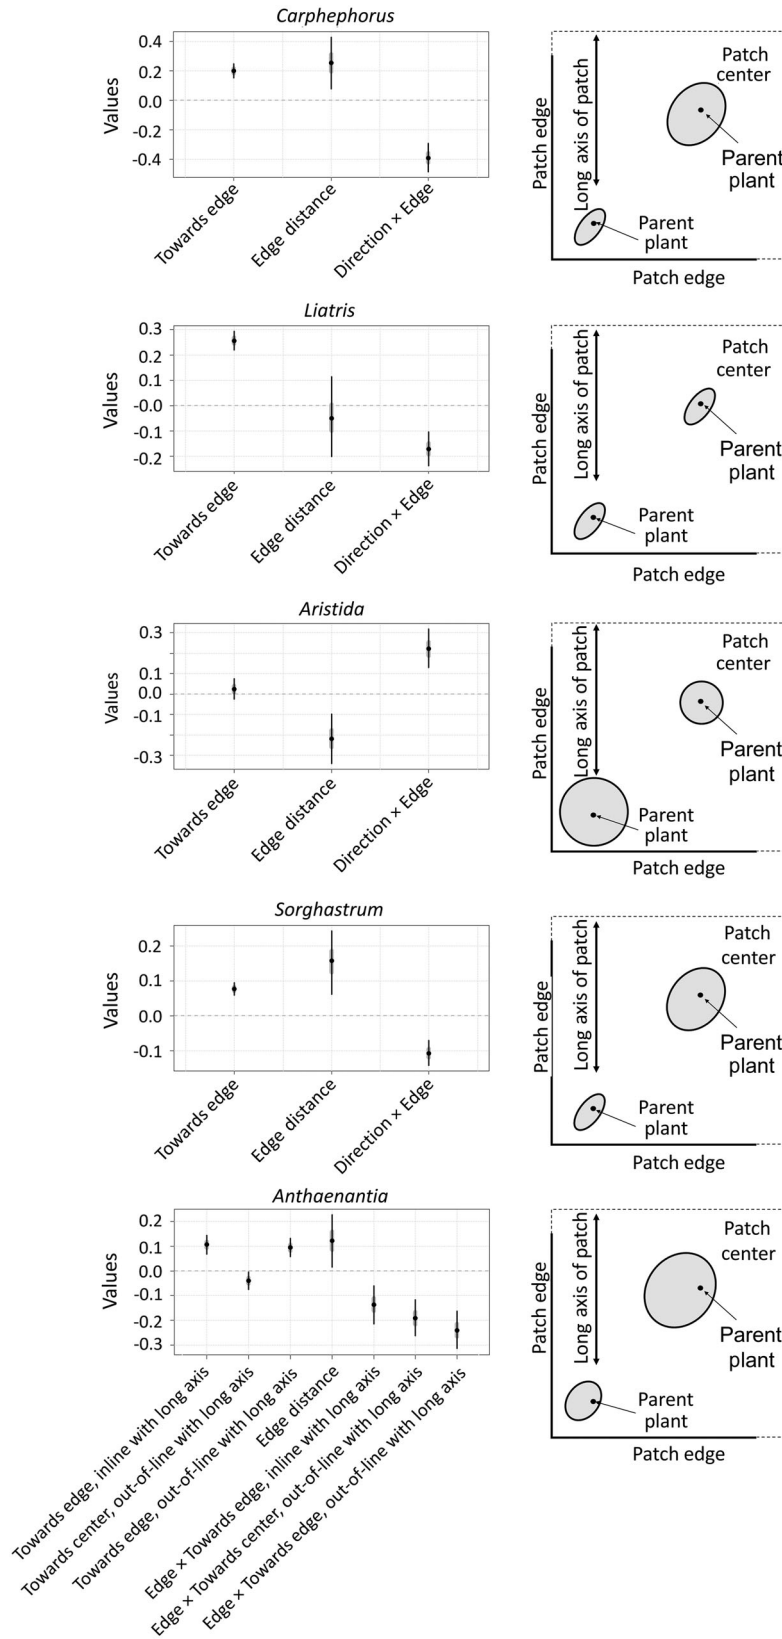 Carphephorus
Values
0.4
0.2
0.0
-0.2
-0.4
Towards edge
Edge distance
Direction × Edge
Patch edge
Long axis of patch
Patch
center
Parent
plant
Parent
plant
Patch edge
Liatris
Values
0.3
0.2
0.1
-0.0
-0.1
-0.2
Towards edge
Edge distance
Direction × Edge
Patch edge
Long axis of patch
Patch
center
Parent
plant
Parent
plant
Patch edge
Aristida
Values
0.3
0.1
0.0
-0.1
-0.3
Towards edge
Edge distance
Direction × Edge
Patch edge
Long axis of patch
Patch
center
Parent
plant
Parent
plant
Patch edge
Sorghastrum
Values
0.2
0.1
0.0
-0.1
Towards edge
Edge distance
Direction × Edge
Patch edge
Long axis of patch
Patch
center
Parent
plant
Parent
plant
Patch edge
Anthaenantia
Values
0.2
0.1
0.0
-0.1
-0.2
-0.3
Towards edge, inline with long axis
Towards center, out-of-line with long axis
Towards edge, out-of-line with long axis
Edge distance
Edge × Towards edge, inline with long axis
Edge × Towards center, out-of-line with long axis
Edge × Towards edge, out-of-line with long axis
Patch edge
Long axis of patch
Patch
center
Parent
plant
Parent
plant
Patch edge